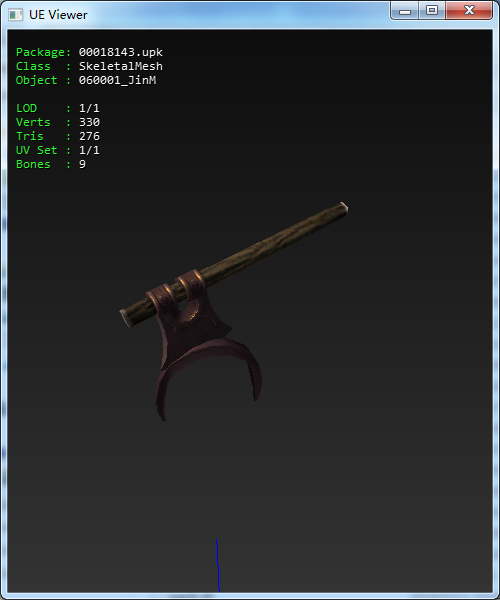 UE Viewer
Package: 00018143.upk
Class : SkeletalMesh
Object : 060001_JinM
LOD : 1/1
Verts : 330
Tris : 276
UV Set : 1/1
Bones : 9